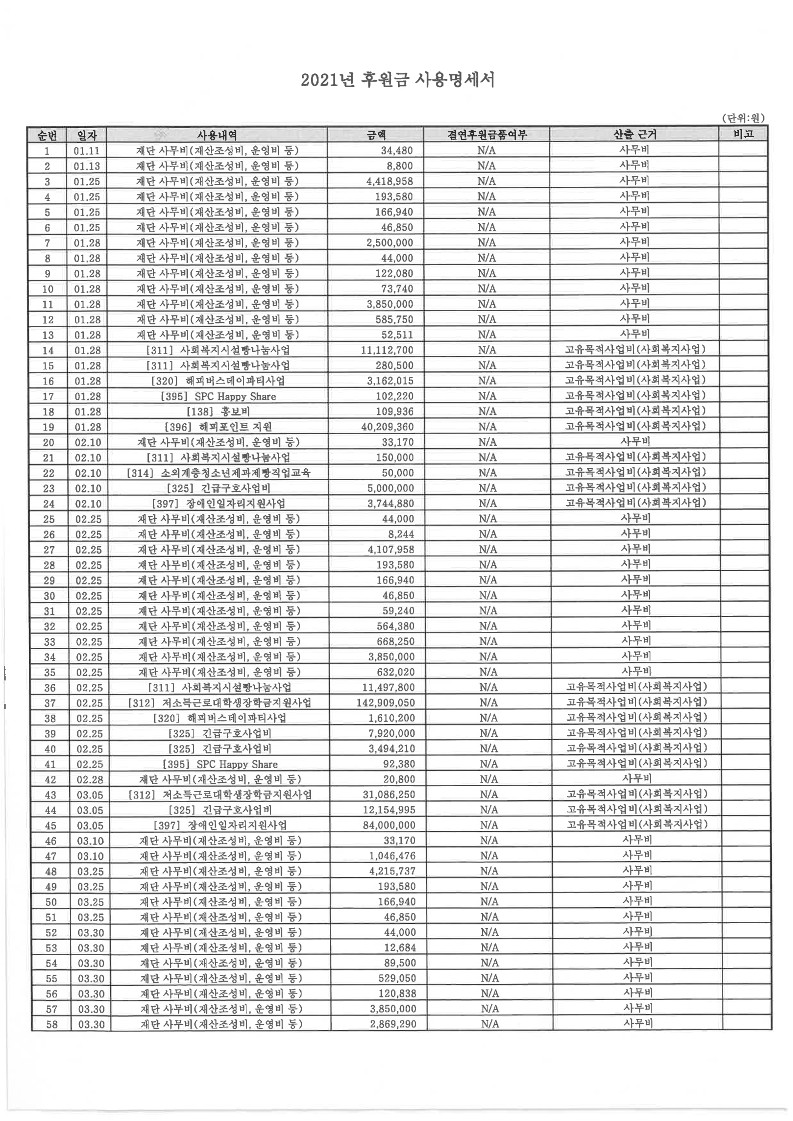 2021년 후원금 사용명세서
(단위:원)
순번 일자 사용내역 금액 결연후원금품여부 산출 근거 비고
1 01.11 재단 사무비(재산조성비, 운영비 등) 34,480 N/A 사무비
2 01.13 재단 사무비(재산조성비, 운영비 등) 8,800 N/A 사무비
3 01.25 재단 사무비(재산조성비, 운영비 등) 4,418,958 N/A 사무비
4 01.25 재단 사무비(재산조성비, 운영비 등) 193,580 N/A 사무비
5 01.25 재단 사무비(재산조성비, 운영비 등) 166,940 N/A 사무비
6 01.25 재단 사무비(재산조성비, 운영비 등) 46,850 N/A 사무비
7 01.28 재단 사무비(재산조성비, 운영비 등) 2,500,000 N/A 사무비
8 01.28 재단 사무비(재산조성비, 운영비 등) 44,000 N/A 사무비
9 01.28 재단 사무비(재산조성비, 운영비 등) 122,080 N/A 사무비
10 01.28 재단 사무비(재산조성비, 운영비 등) 73,740 N/A 사무비
11 01.28 재단 사무비(재산조성비, 운영비 등) 3,850,000 N/A 사무비
12 01.28 재단 사무비(재산조성비, 운영비 등) 585,750 N/A 사무비
13 01.28 재단 사무비(재산조성비, 운영비 등) 52,511 N/A 사무비
14 01.28 [311] 사회복지시설빵나눔사업 11,112,700 N/A 고유목적사업비(사회복지사업)
15 01.28 [311] 사회복지시설빵나눔사업 280,500 N/A 고유목적사업비(사회복지사업)
16 01.28 [320] 해피버스데이파티사업 3,162,015 N/A 고유목적사업비(사회복지사업)
17 01.28 [395] SPC Happy Share 102,220 N/A 고유목적사업비(사회복지사업)
18 01.28 [138] 홍보비 109,936 N/A 고유목적사업비(사회복지사업)
19 01.28 [396] 해피포인트 지원 40,209,360 N/A 고유목적사업비(사회복지사업)
20 02.10 재단 사무비(재산조성비, 운영비 등) 33,170 N/A 사무비
21 02.10 [311] 사회복지시설빵나눔사업 150,000 N/A 고유목적사업비(사회복지사업)
22 02.10 [314] 소외계층청소년제과제빵직업교육 50,000 N/A 고유목적사업비(사회복지사업)
23 02.10 [325] 긴급구호사업비 5,000,000 N/A 고유목적사업비(사회복지사업)
24 02.10 [397] 장애인일자리지원사업 3,744,880 N/A 고유목적사업비(사회복지사업)
25 02.25 재단 사무비(재산조성비, 운영비 등) 44,000 N/A 사무비
26 02.25 재단 사무비(재산조성비, 운영비 등) 8,244 N/A 사무비
27 02.25 재단 사무비(재산조성비, 운영비 등) 4,107,958 N/A 사무비
28 02.25 재단 사무비(재산조성비, 운영비 등) 193,580 N/A 사무비
29 02.25 재단 사무비(재산조성비, 운영비 등) 166,940 N/A 사무비
30 02.25 재단 사무비(재산조성비, 운영비 등) 46,850 N/A 사무비
31 02.25 재단 사무비(재산조성비, 운영비 등) 59,240 N/A 사무비
32 02.25 재단 사무비(재산조성비, 운영비 등) 564,380 N/A 사무비
33 02.25 재단 사무비(재산조성비, 운영비 등) 668,250 N/A 사무비
34 02.25 재단 사무비(재산조성비, 운영비 등) 3,850,000 N/A 사무비
35 02.25 재단 사무비(재산조성비, 운영비 등) 632,020 N/A 사무비
36 02.25 [311] 사회복지시설빵나눔사업 11,497,800 N/A 고유목적사업비(사회복지사업)
37 02.25 [312] 저소득근로대학생장학금지원사업 142,909,050 N/A 고유목적사업비(사회복지사업)
38 02.25 [320] 해피버스데이파티사업 1,610,200 N/A 고유목적사업비(사회복지사업)
39 02.25 [325] 긴급구호사업비 7,920,000 N/A 고유목적사업비(사회복지사업)
40 02.25 [325] 긴급구호사업비 3,494,210 N/A 고유목적사업비(사회복지사업)
41 02.25 [395] SPC Happy Share 92,380 N/A 고유목적사업비(사회복지사업)
42 02.28 재단 사무비(재산조성비, 운영비 등) 20,800 N/A 사무비
43 03.05 [312] 저소득근로대학생장학금지원사업 31,086,250 N/A 고유목적사업비(사회복지사업)
44 03.05 [325] 긴급구호사업비 12,154,995 N/A 고유목적사업비(사회복지사업)
45 03.05 [397] 장애인일자리지원사업 84,000,000 N/A 고유목적사업비(사회복지사업)
46 03.10 재단 사무비(재산조성비, 운영비 등) 33,170 N/A 사무비
47 03.10 재단 사무비(재산조성비, 운영비 등) 1,046,476 N/A 사무비
48 03.25 재단 사무비(재산조성비, 운영비 등) 4,215,737 N/A 사무비
49 03.25 재단 사무비(재산조성비, 운영비 등) 193,580 N/A 사무비
50 03.25 재단 사무비(재산조성비, 운영비 등) 166,940 N/A 사무비
51 03.25 재단 사무비(재산조성비, 운영비 등) 46,850 N/A 사무비
52 03.30 재단 사무비(재산조성비, 운영비 등) 44,000 N/A 사무비
53 03.30 재단 사무비(재산조성비, 운영비 등) 12,684 N/A 사무비
54 03.30 재단 사무비(재산조성비, 운영비 등) 89,500 N/A 사무비
55 03.30 재단 사무비(재산조성비, 운영비 등) 529,050 N/A 사무비
56 03.30 재단 사무비(재산조성비, 운영비 등) 120,838 N/A 사무비
57 03.30 재단 사무비(재산조성비, 운영비 등) 3,850,000 N/A 사무비
58 03.30 재단 사무비(재산조성비, 운영비 등) 2,869,290 N/A 사무비